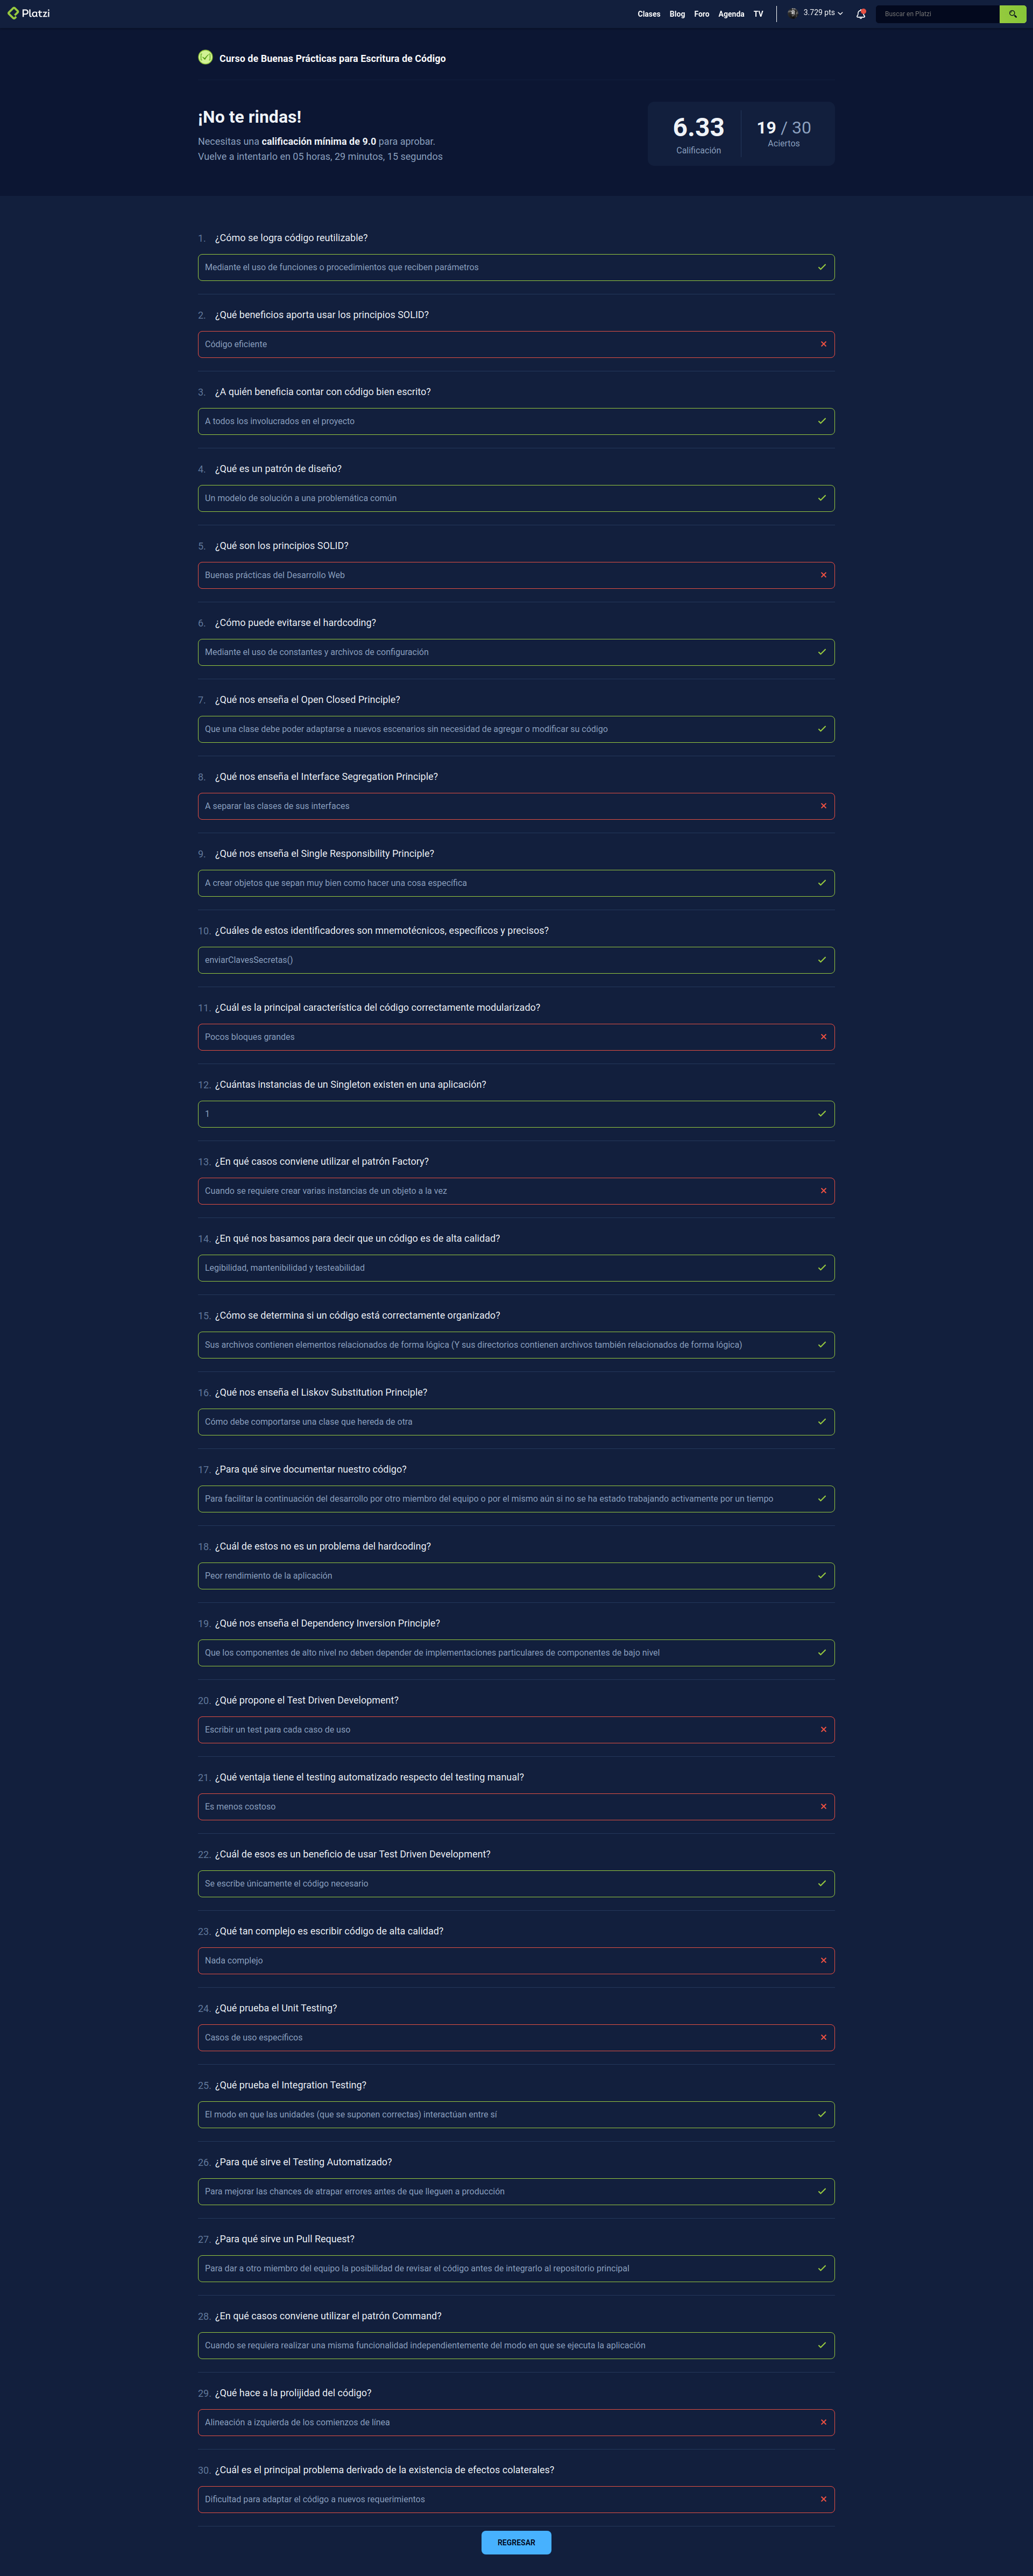 Platzi
Clases Blog Foro Agenda TV 3.729 pts Buscar en Platzi
Curso de Buenas Prácticas para Escritura de Código
¡No te rindas!
Necesitas una calificación mínima de 9.0 para aprobar.
Vuelve a intentarlo en 05 horas, 29 minutos, 15 segundos
6.33
Calificación
19 / 30
Aciertos
1. ¿Cómo se logra código reutilizable?
Mediante el uso de funciones o procedimientos que reciben parámetros
2. ¿Qué beneficios aporta usar los principios SOLID?
Código eficiente
3. ¿A quién beneficia contar con código bien escrito?
A todos los involucrados en el proyecto
4. ¿Qué es un patrón de diseño?
Un modelo de solución a una problemática común
5. ¿Qué son los principios SOLID?
Buenas prácticas del Desarrollo Web
6. ¿Cómo puede evitarse el hardcoding?
Mediante el uso de constantes y archivos de configuración
7. ¿Qué nos enseña el Open Closed Principle?
Que una clase debe poder adaptarse a nuevos escenarios sin necesidad de agregar o modificar su código
8. ¿Qué nos enseña el Interface Segregation Principle?
A separar las clases de sus interfaces
9. ¿Qué nos enseña el Single Responsibility Principle?
A crear objetos que sepan muy bien como hacer una cosa específica
10. ¿Cuáles de estos identificadores son mnemotécnicos, específicos y precisos?
enviarClavesSecretas()
11. ¿Cuál es la principal característica del código correctamente modularizado?
Pocos bloques grandes
12. ¿Cuántas instancias de un Singleton existen en una aplicación?
1
13. ¿En qué casos conviene utilizar el patrón Factory?
Cuando se requiere crear varias instancias de un objeto a la vez
14. ¿En qué nos basamos para decir que un código es de alta calidad?
Legibilidad, mantenibilidad y testeabilidad
15. ¿Cómo se determina si un código está correctamente organizado?
Sus archivos contienen elementos relacionados de forma lógica (Y sus directorios contienen archivos también relacionados de forma lógica)
16. ¿Qué nos enseña el Liskov Substitution Principle?
Cómo debe comportarse una clase que hereda de otra
17. ¿Para qué sirve documentar nuestro código?
Para facilitar la continuación del desarrollo por otro miembro del equipo o por el mismo aún si no se ha estado trabajando activamente por un tiempo
18. ¿Cuál de estos no es un problema del hardcoding?
Peor rendimiento de la aplicación
19. ¿Qué nos enseña el Dependency Inversion Principle?
Que los componentes de alto nivel no deben depender de implementaciones particulares de componentes de bajo nivel
20. ¿Qué propone el Test Driven Development?
Escribir un test para cada caso de uso
21. ¿Qué ventaja tiene el testing automatizado respecto del testing manual?
Es menos costoso
22. ¿Cuál de esos es un beneficio de usar Test Driven Development?
Se escribe únicamente el código necesario
23. ¿Qué tan complejo es escribir código de alta calidad?
Nada complejo
24. ¿Qué prueba el Unit Testing?
Casos de uso específicos
25. ¿Qué prueba el Integration Testing?
El modo en que las unidades (que se suponen correctas) interactúan entre sí
26. ¿Para qué sirve el Testing Automatizado?
Para mejorar las chances de atrapar errores antes de que lleguen a producción
27. ¿Para qué sirve un Pull Request?
Para dar a otro miembro del equipo la posibilidad de revisar el código antes de integrarlo al repositorio principal
28. ¿En qué casos conviene utilizar el patrón Command?
Cuando se requiera realizar una misma funcionalidad independientemente del modo en que se ejecuta la aplicación
29. ¿Qué hace a la prolijidad del código?
Alineación a izquierda de los comienzos de línea
30. ¿Cuál es el principal problema derivado de la existencia de efectos colaterales?
Dificultad para adaptar el código a nuevos requerimientos
REGRESAR